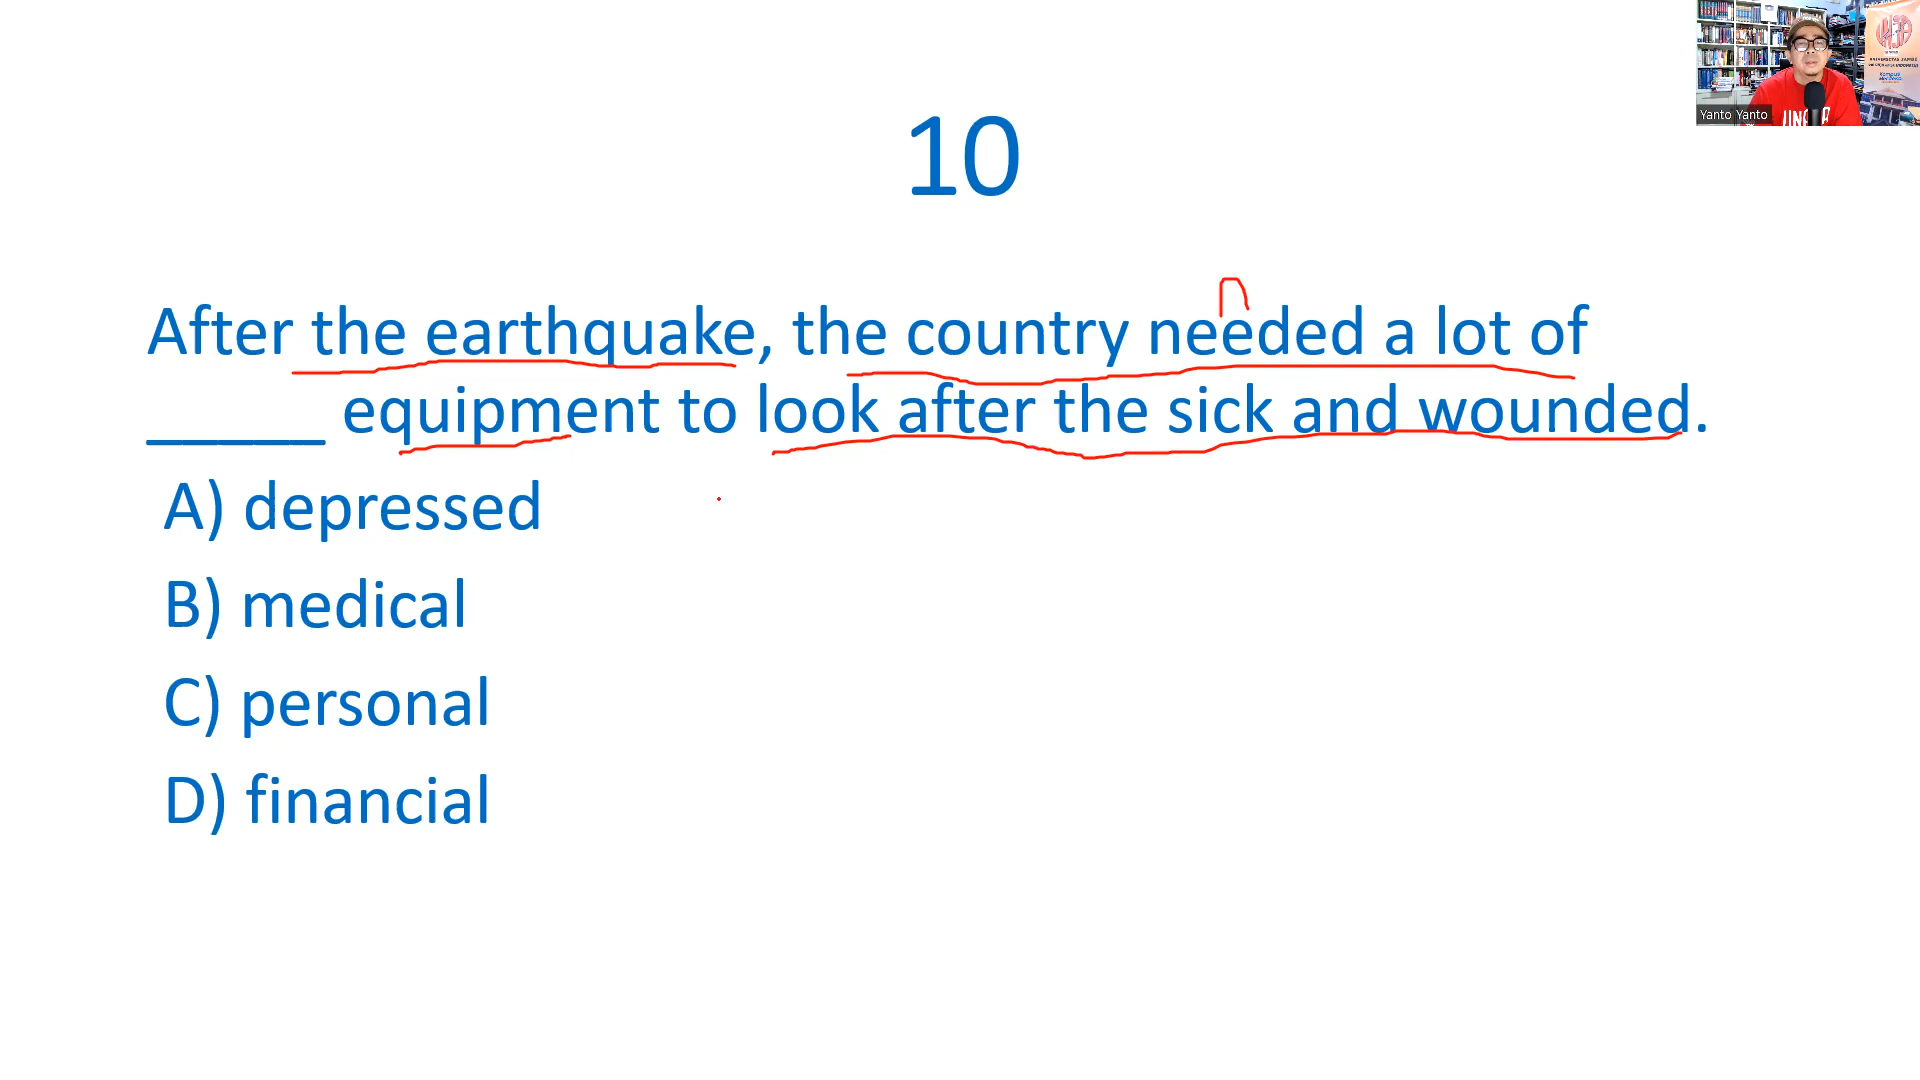 10
After the earthquake, the country needed a lot of
_____ equipment to look after the sick and wounded.
A) depressed
B) medical
C) personal
D) financial
Yanto Yanto